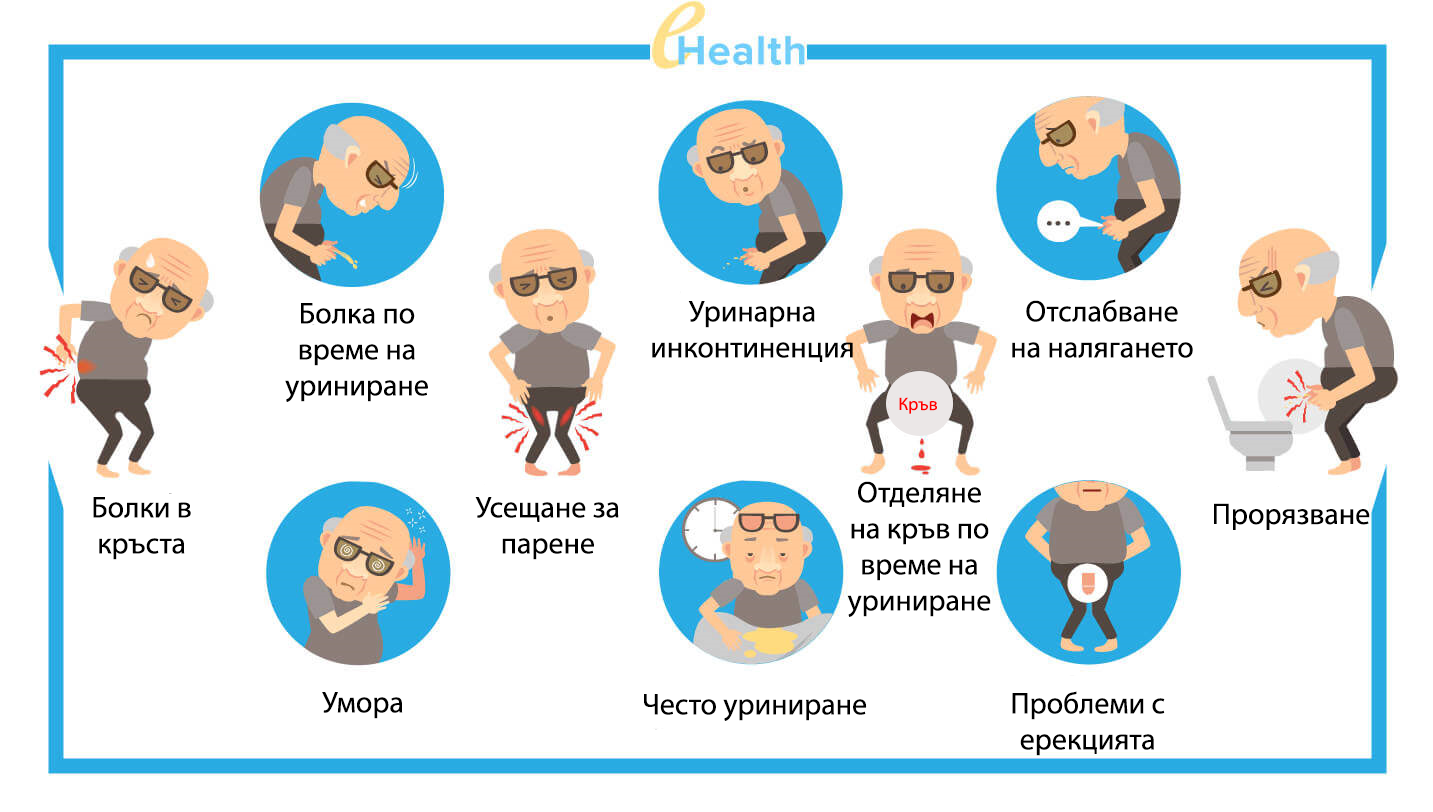 eHealth
Болка по
време на
уриниране
Уринарна
инконтиненция
Отслабване
на налягането
Кръв
Болки в
кръста
Усещане за
парене
Отделяне
на кръв по
време на
уриниране
Прорязване
Умора
Често уриниране
Проблеми с
ерекцията